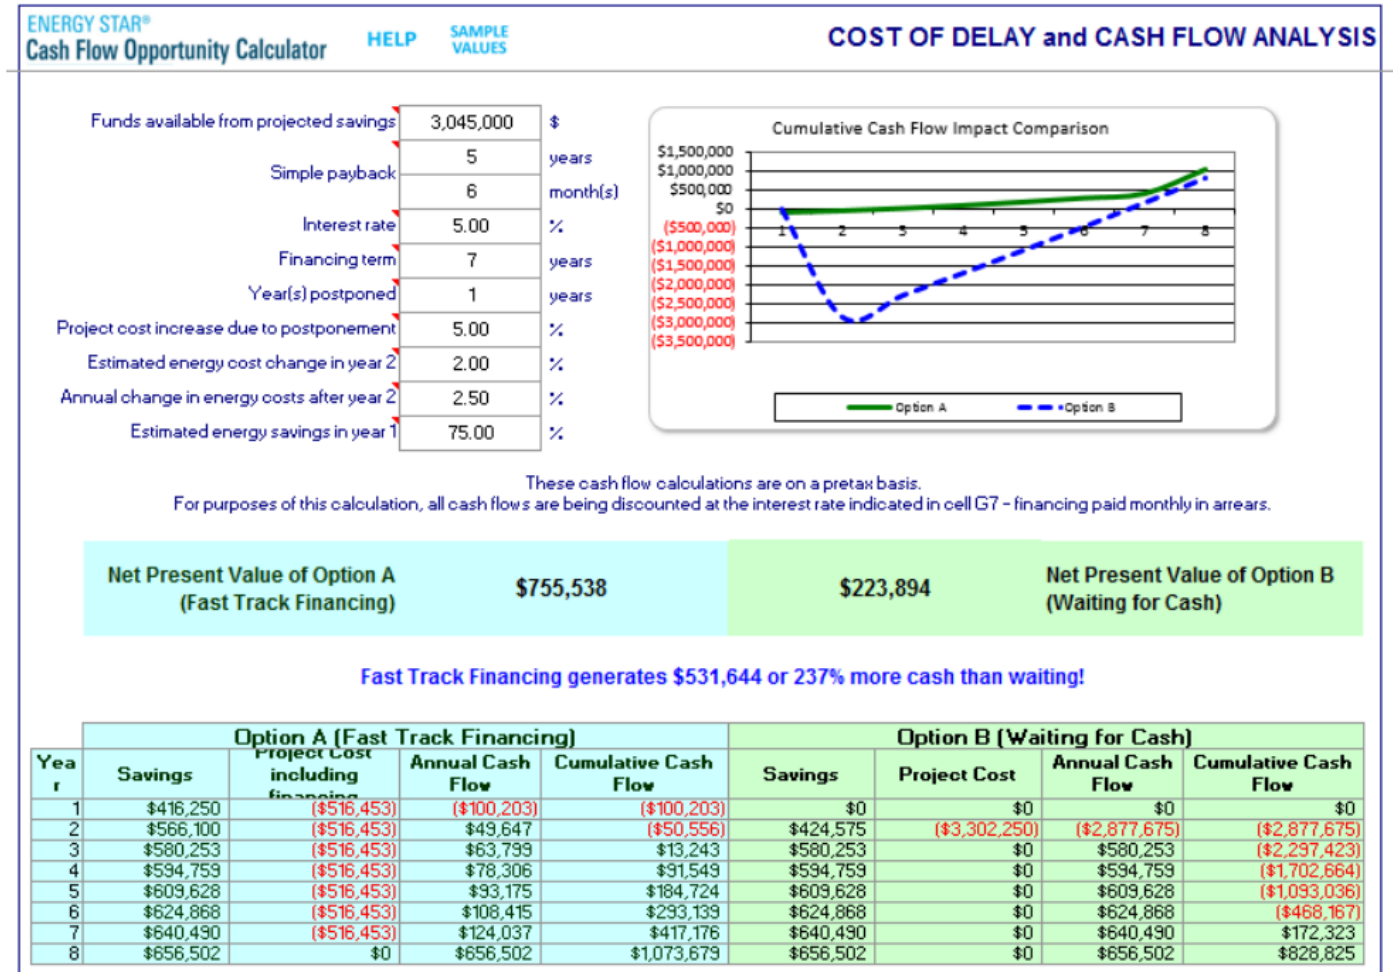 ENERGY STAR®
Cash Flow Opportunity Calculator
HELP
SAMPLE
VALUES
COST OF DELAY and CASH FLOW ANALYSIS
Funds available from projected savings 3,045,000 $
Simple payback 5 years
6 month(s)
Interest rate 5.00 %
Financing term 7 years
Year(s) postponed 1 years
Project cost increase due to postponement 5.00 %
Estimated energy cost change in year 2 2.00 %
Annual change in energy costs after year 2 2.50 %
Estimated energy savings in year 1 75.00 %
Cumulative Cash Flow Impact Comparison
$1,500,000
$1,000,000
$500,000
$0
($500,000)
($1,000,000)
($1,500,000)
($2,000,000)
($2,500,000)
($3,000,000)
($3,500,000)
1 2 3 4 5 6 7 8
Option A Option B
These cash flow calculations are on a pretax basis.
For purposes of this calculation, all cash flows are being discounted at the interest rate indicated in cell G7 - financing paid monthly in arrears.
Net Present Value of Option A
(Fast Track Financing)
$755,538
$223,894
Net Present Value of Option B
(Waiting for Cash)
Fast Track Financing generates $531,644 or 237% more cash than waiting!
Option A (Fast Track Financing) Option B (Waiting for Cash)
Yea
r
Savings
Project Cost
including
financing
Annual Cash
Flow
Cumulative Cash
Flow
Savings
Project Cost
Annual Cash
Flow
Cumulative Cash
Flow
1 $416,250 ($516,453) ($100,203) ($100,203) $0 $0 $0 $0
2 $566,100 ($516,453) $49,647 ($50,556) $424,575 ($3,302,250) ($2,877,675) ($2,877,675)
3 $580,253 ($516,453) $63,799 $13,243 $580,253 $0 $580,253 ($2,297,423)
4 $594,759 ($516,453) $78,306 $91,549 $594,759 $0 $594,759 ($1,702,664)
5 $609,628 ($516,453) $93,175 $184,724 $609,628 $0 $609,628 ($1,093,036)
6 $624,868 ($516,453) $108,415 $293,139 $624,868 $0 $624,868 ($468,167)
7 $640,490 ($516,453) $124,037 $417,176 $640,490 $0 $640,490 $172,323
8 $656,502 $0 $656,502 $1,073,679 $656,502 $0 $656,502 $828,825